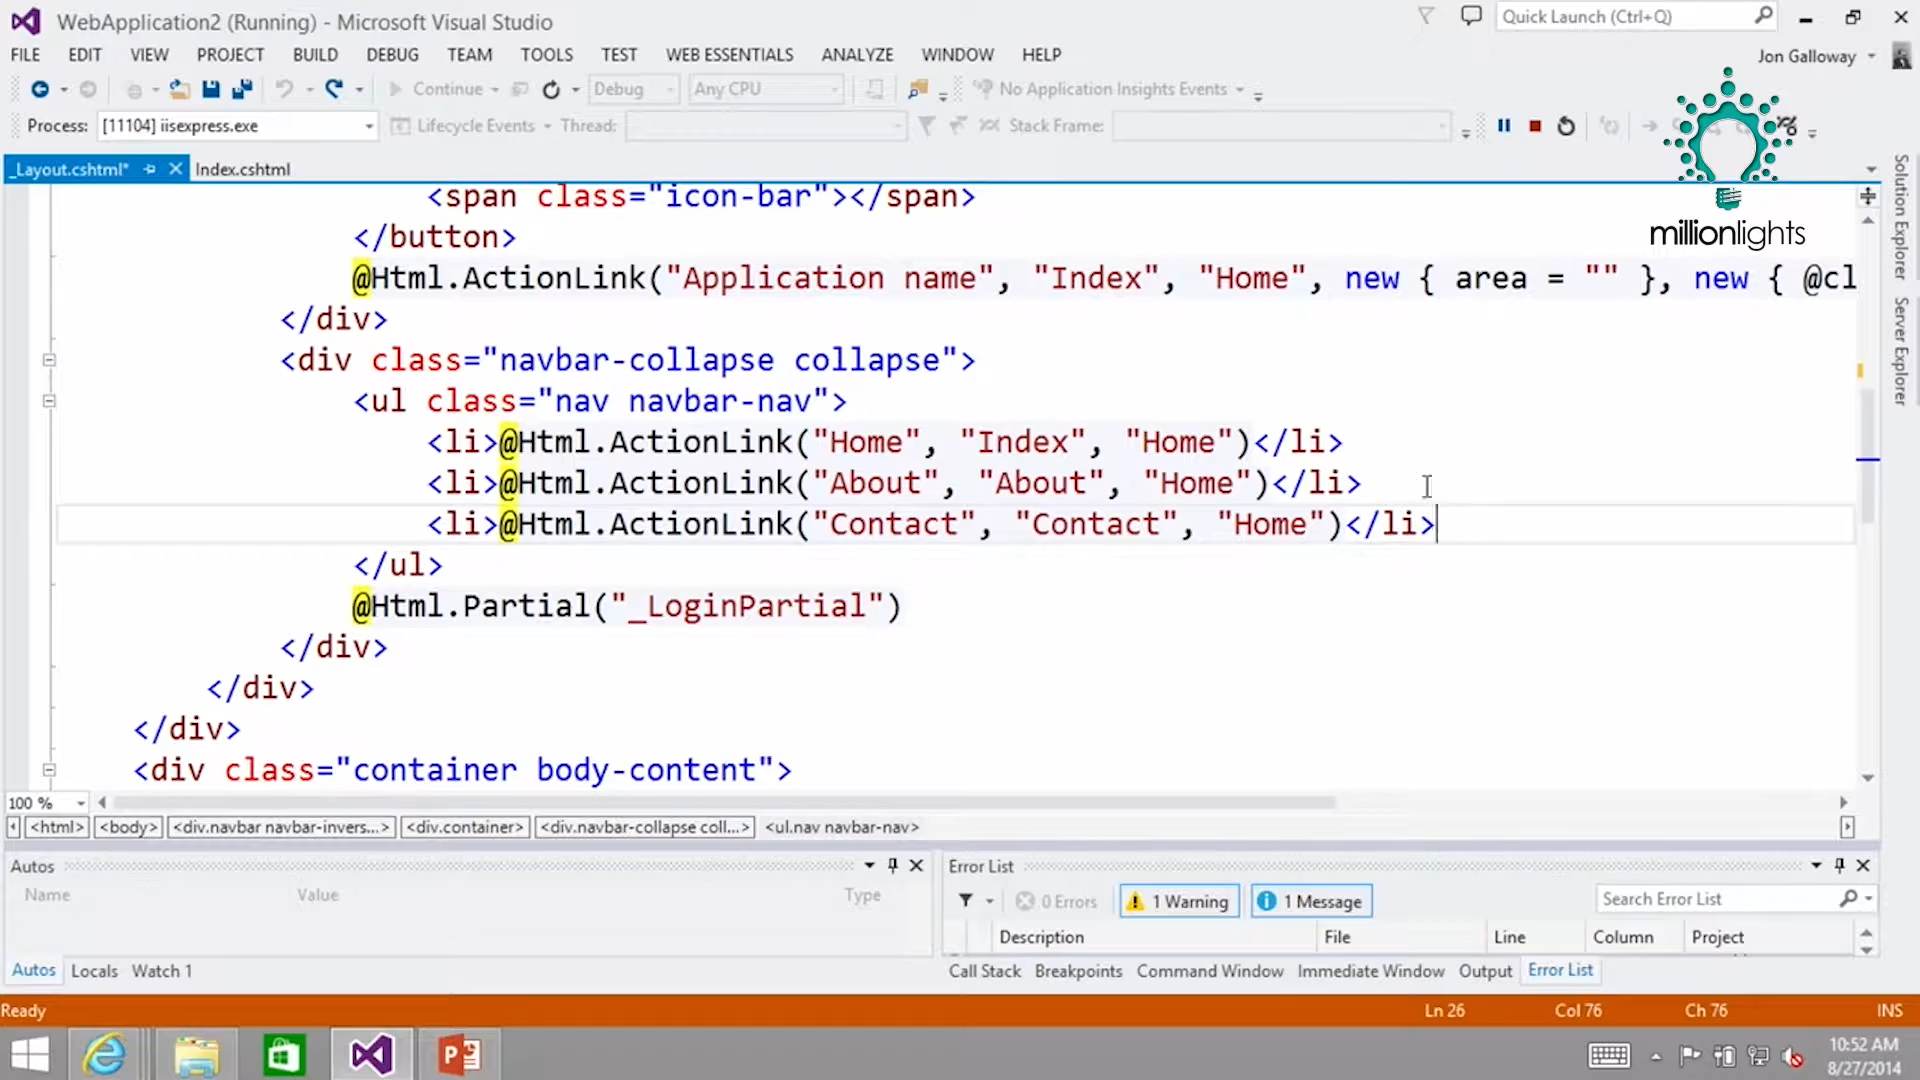 WebApplication2 (Running) - Microsoft Visual Studio
Quick Launch (Ctrl+Q)
FILE EDIT VIEW PROJECT BUILD DEBUG TEAM TOOLS TEST WEB ESSENTIALS ANALYZE WINDOW HELP
Jon Galloway
Continue Debug Any CPU No Application Insights Events
Process: [11104] iisexpress.exe Lifecycle Events Thread: Stack Frame:
_Layout.cshtml* Index.cshtml
millionlights
Solution Explorer
Server Explorer
<span class="icon-bar"></span>
</button>
@Html.ActionLink("Application name", "Index", "Home", new { area = "" }, new { @cl
</div>
<div class="navbar-collapse collapse">
<ul class="nav navbar-nav">
<li>@Html.ActionLink("Home", "Index", "Home")</li>
<li>@Html.ActionLink("About", "About", "Home")</li>
<li>@Html.ActionLink("Contact", "Contact", "Home")</li>
</ul>
@Html.Partial("_LoginPartial")
</div>
</div>
</div>
<div class="container body-content">
100 %
<html> <body> <div.navbar navbar-invers...> <div.container> <div.navbar-collapse coll...> <ul.nav navbar-nav>
Autos
Name Value Type
Autos Locals Watch 1
Error List
0 Errors 1 Warning 1 Message Search Error List
Description File Line Column Project
Call Stack Breakpoints Command Window Immediate Window Output Error List
Ready Ln 26 Col 76 Ch 76 INS
10:52 AM
8/27/2014